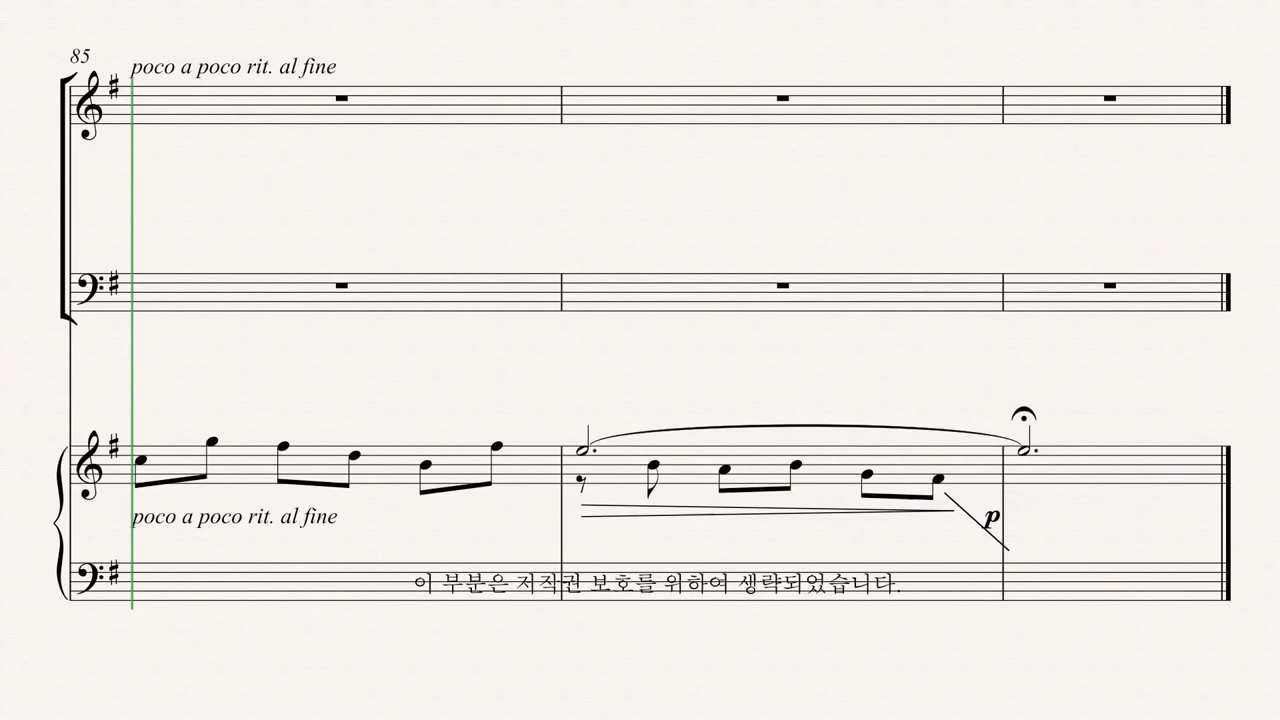 85
poco a poco rit. al fine
poco a poco rit. al fine
p
이 부분은 저작권 보호를 위하여 생략되었습니다.